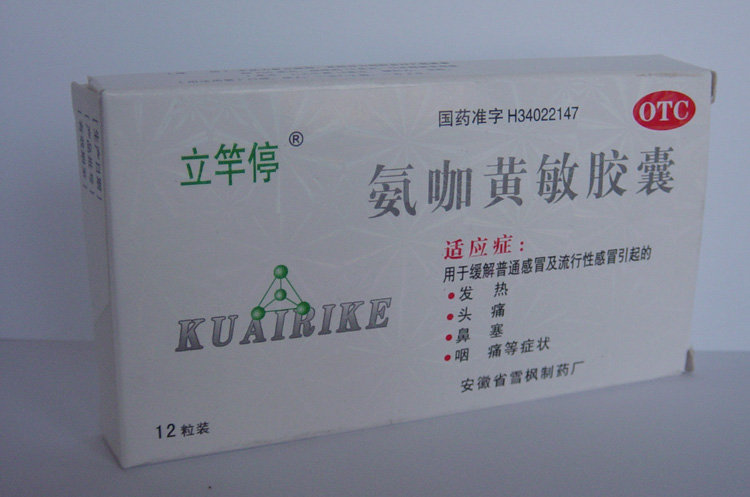 国药准字 H34022147
OTC
立竿停®
氨咖黄敏胶囊
适应症:
用于缓解普通感冒及流行性感冒引起的
•发 热
•头 痛
•鼻 塞
•咽 痛等症状
KUAIRIKE
安徽省雪枫制药厂
12粒装